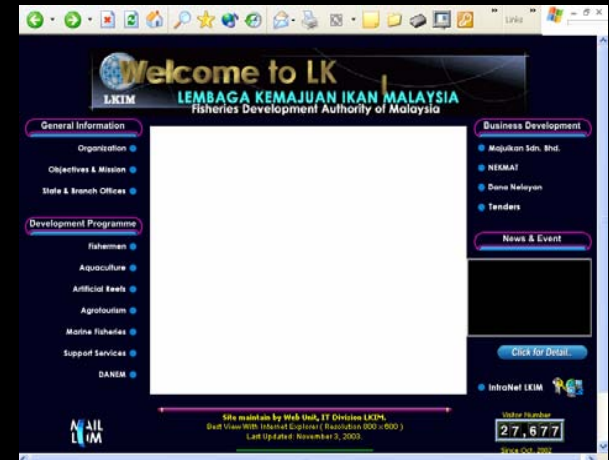 Links
Welcome to LK
LKIM
LEMBAGA KEMAJUAN IKAN MALAYSIA
Fisheries Development Authority of Malaysia
General Information
Organization
Objectives & Mission
State & Branch Offices
Development Programme
Fishermen
Aquaculture
Artificial Reefs
Agrotourism
Marine Fisheries
Support Services
DANEM
Business Development
Majuikan Sdn. Bhd.
NEKMAT
Dana Nelayan
Tenders
News & Event
Click for Detail..
IntraNet LKIM
MAIL
LKIM
Site maintain by Web Unit, IT Division LKIM.
Best View With Internet Explorer ( Resolution 800 x 600 )
Last Updated: November 3, 2003.
Visitor Number
27,677
Since Oct, 2002